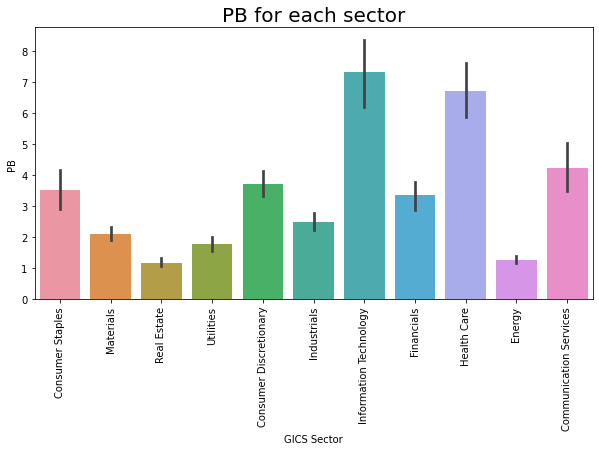 PB for each sector
PB
8
7
6
5
4
3
2
1
0
Consumer Staples
Materials
Real Estate
Utilities
Consumer Discretionary
Industrials
Information Technology
Financials
Health Care
Energy
Communication Services
GICS Sector